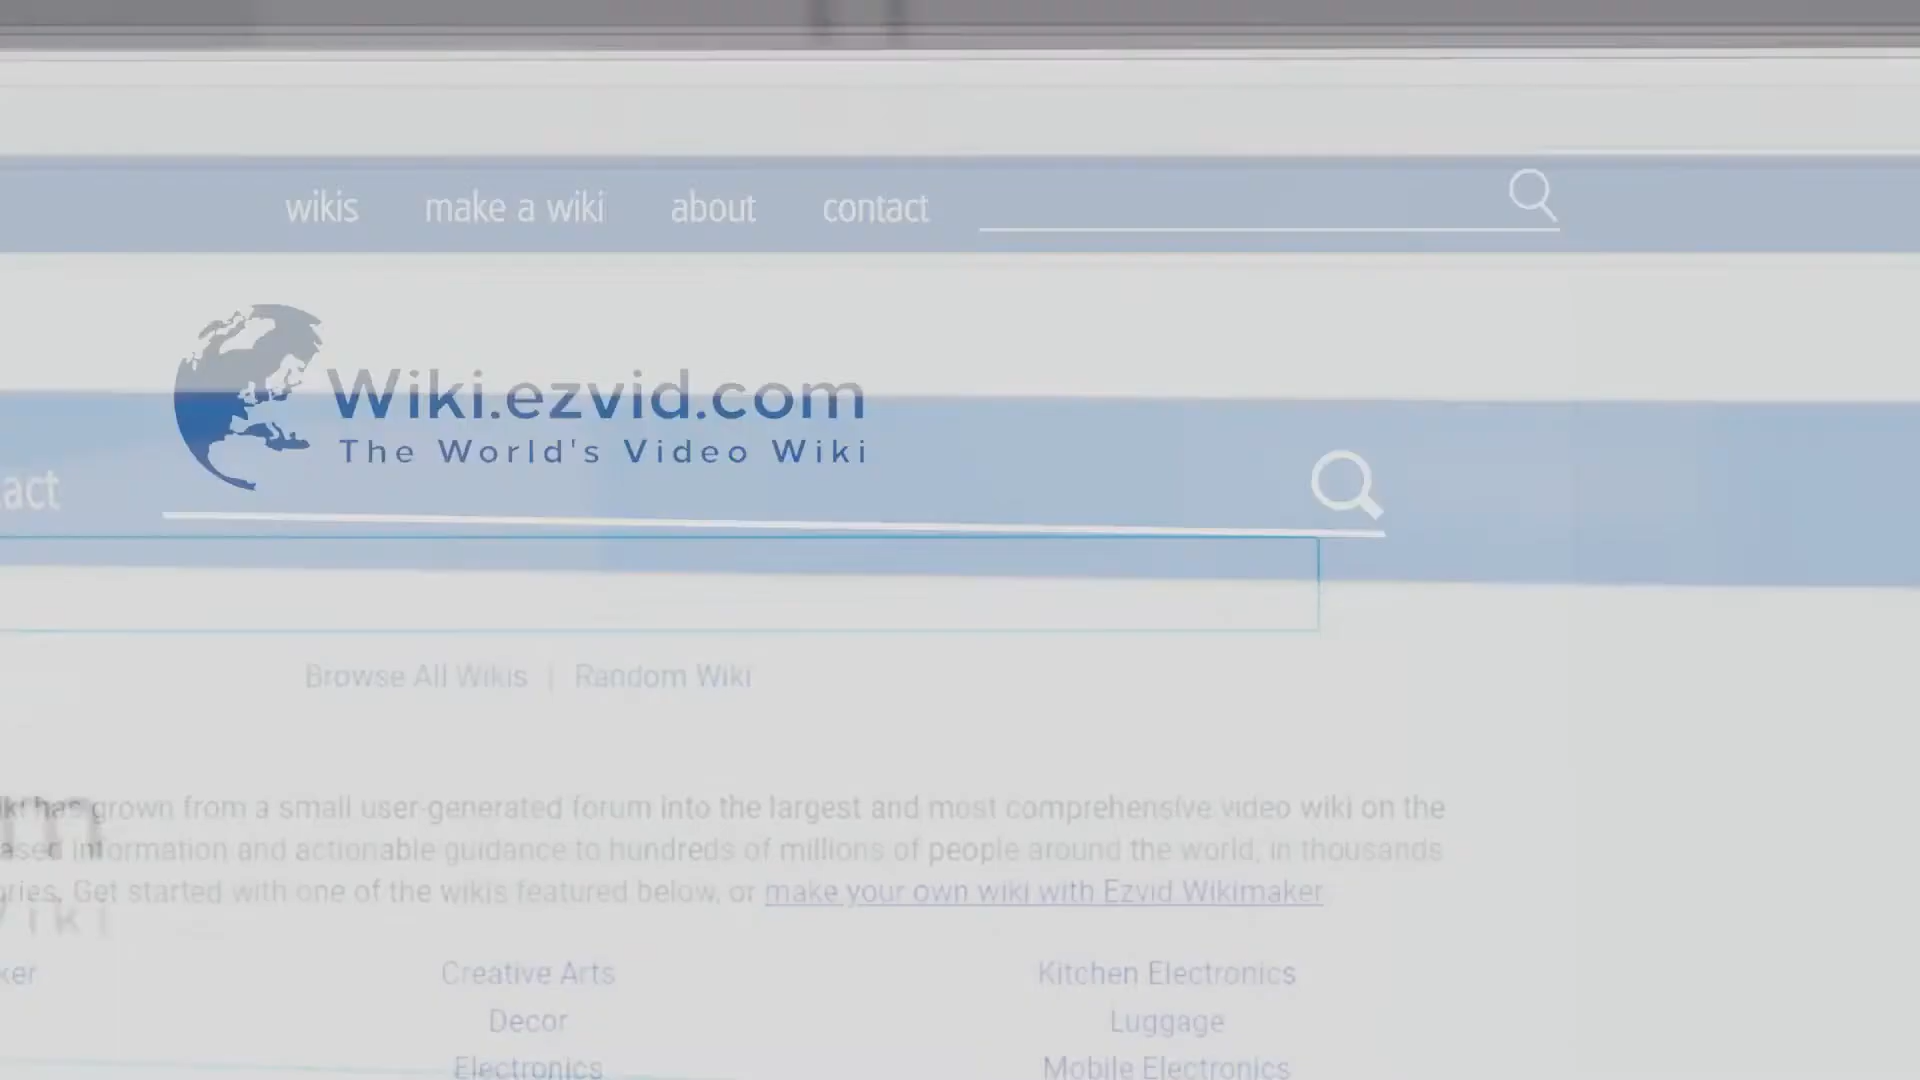 wikis make a wiki about contact
Wiki.ezvid.com
The World's Video Wiki
act
Browse All Wikis | Random Wiki
has grown from a small user-generated forum into the largest and most comprehensive video wiki on the
information and actionable guidance to hundreds of millions of people around the world, in thousands
Get started with one of the wikis featured below, or make your own wiki with Ezvid Wikimaker
Creative Arts Kitchen Electronics
Decor Luggage
Electronics Mobile Electronics